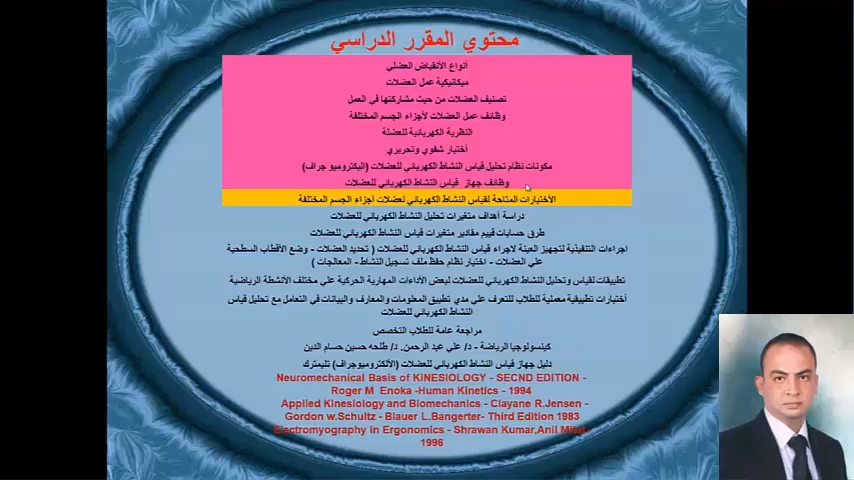 محتوي المقرر الدراسي
أنواع الأنقباض العضلي
ميكانيكية عمل العضلات
تصنيف العضلات من حيث مشاركتها في العمل
وظائف عمل العضلات لأجزاء الجسم المختلفة
النظرية الكهربائية للعضلة
أختبار شفوي وتحريري
مكونات نظام تحليل قياس النشاط الكهربائي للعضلات (اليكتروميو جراف)
وظائف جهاز قياس النشاط الكهربائي للعضلات
الأختبارات المتاحة لقياس النشاط الكهربائي لعضلات أجزاء الجسم المختلفة
دراسة أهداف متغيرات تحليل النشاط الكهربائي للعضلات
طرق حسابات قييم مقادير متغيرات قياس النشاط الكهربائي للعضلات
اجراءات التنفيذية لتجهيز العينة لاجراء قياس النشاط الكهربائي للعضلات ( تحديد العضلات - وضع الأقطاب السطحية
علي العضلات - اختيار نظام حفظ ملف تسجيل النشاط - المعالجات )
تطبيقات لقياس وتحليل النشاط الكهربائي للعضلات لبعض الأداءات المهارية الحركية علي مختلف الأنشطة الرياضية
أختبارات تطبيقية معملية للطلاب للتعرف علي مدي تطبيق المعلومات والمعارف والبيانات في التعامل مع تحليل قياس
النشاط الكهربائي للعضلات
مراجعة عامة للطلاب التخصص
كينسولوجيا الرياضة - د/ علي عبد الرحمن, د/ طلحه حسين حسام الدين
دليل جهاز قياس النشاط الكهربائي للعضلات (الألكتروميوجراف) تليمترك
Neuromechanical Basis of KINESIOLOGY - SECND EDITION -
Roger M Enoka -Human Kinetics - 1994
Applied Kinesiology and Biomechanics - Clayane R.Jensen -
Gordon w.Schultz - Blauer L.Bangerter- Third Edition 1983
Electromyography In Ergonomics - Shrawan Kumar,Anil
1996